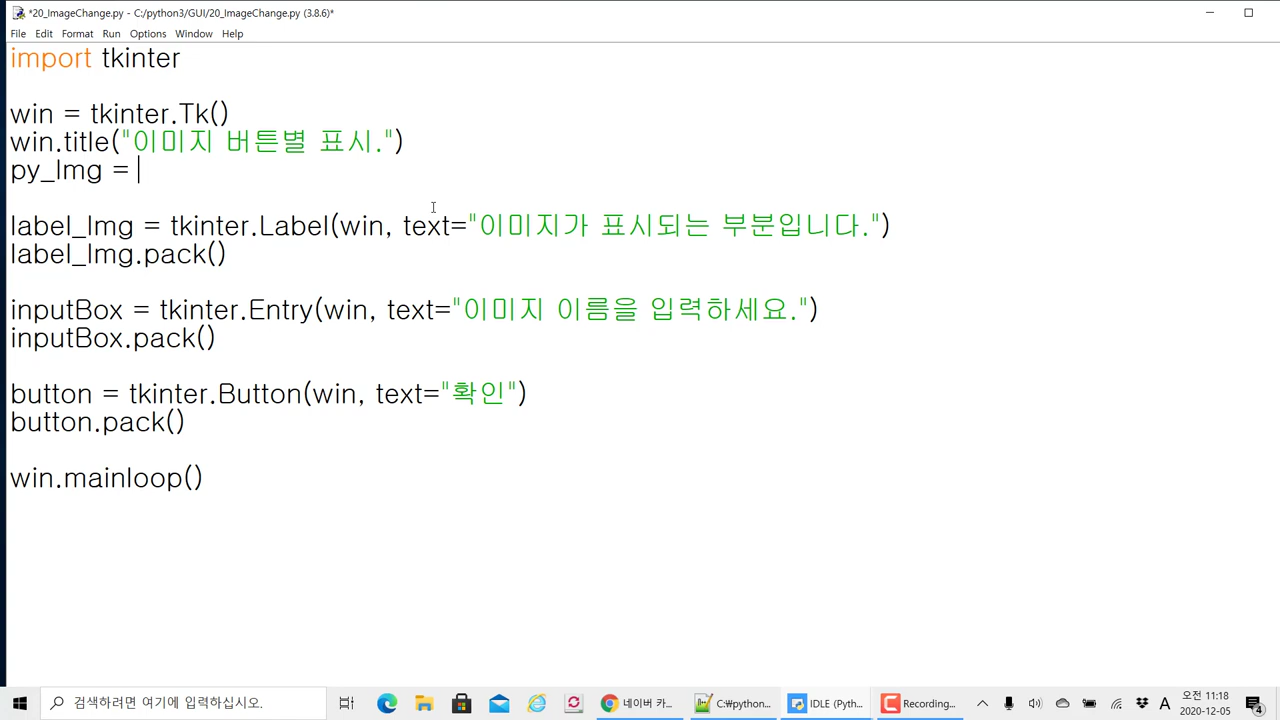 *20_ImageChange.py - C:/python3/GUI/20_ImageChange.py (3.8.6)*
File Edit Format Run Options Window Help
import tkinter
win = tkinter.Tk()
win.title("이미지 버튼별 표시.")
py_Img =
label_Img = tkinter.Label(win, text="이미지가 표시되는 부분입니다.")
label_Img.pack()
inputBox = tkinter.Entry(win, text="이미지 이름을 입력하세요.")
inputBox.pack()
button = tkinter.Button(win, text="확인")
button.pack()
win.mainloop()
검색하려면 여기에 입력하십시오. 네이버 카... C:₩python... IDLE (Pyth... Recording... A 오전 11:18
2020-12-05 4